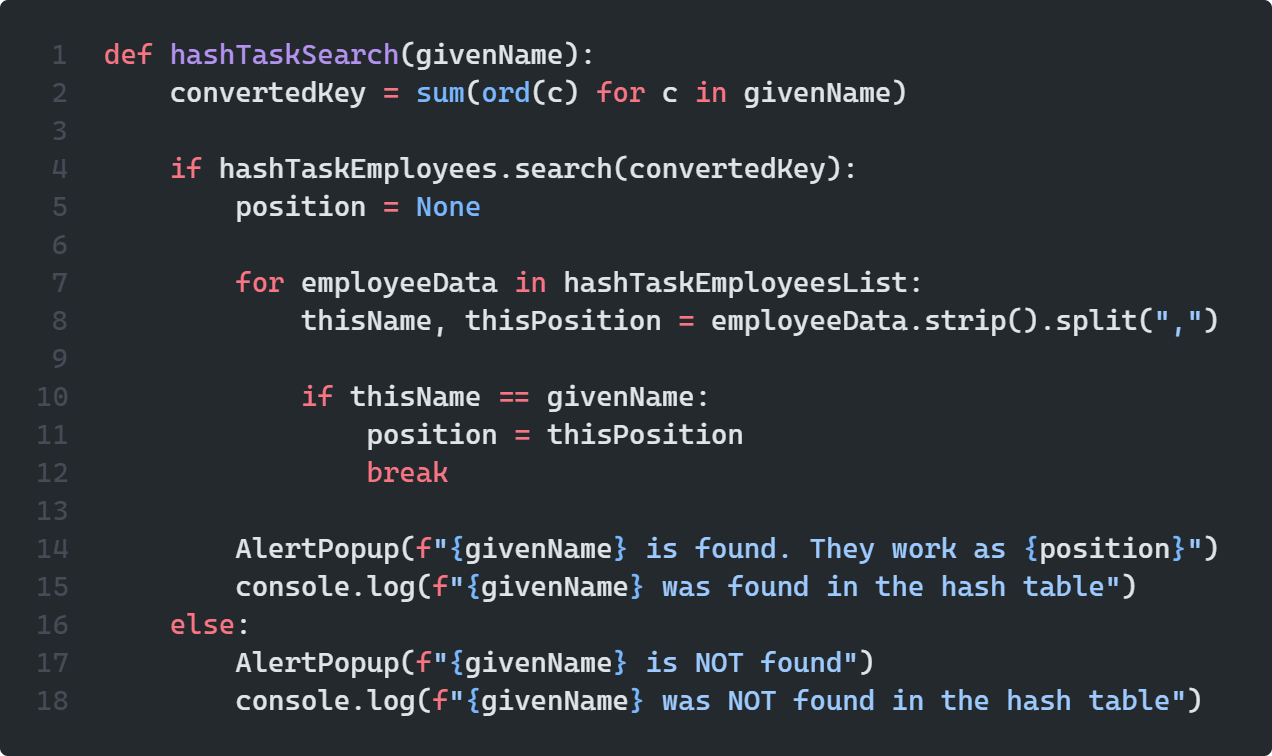 1 def hashTaskSearch(givenName):
2     convertedKey = sum(ord(c) for c in givenName)
3
4     if hashTaskEmployees.search(convertedKey):
5         position = None
6
7         for employeeData in hashTaskEmployeesList:
8             thisName, thisPosition = employeeData.strip().split(",")
9
10             if thisName == givenName:
11                 position = thisPosition
12                 break
13
14         AlertPopup(f"{givenName} is found. They work as {position}")
15         console.log(f"{givenName} was found in the hash table")
16     else:
17         AlertPopup(f"{givenName} is NOT found")
18         console.log(f"{givenName} was NOT found in the hash table")